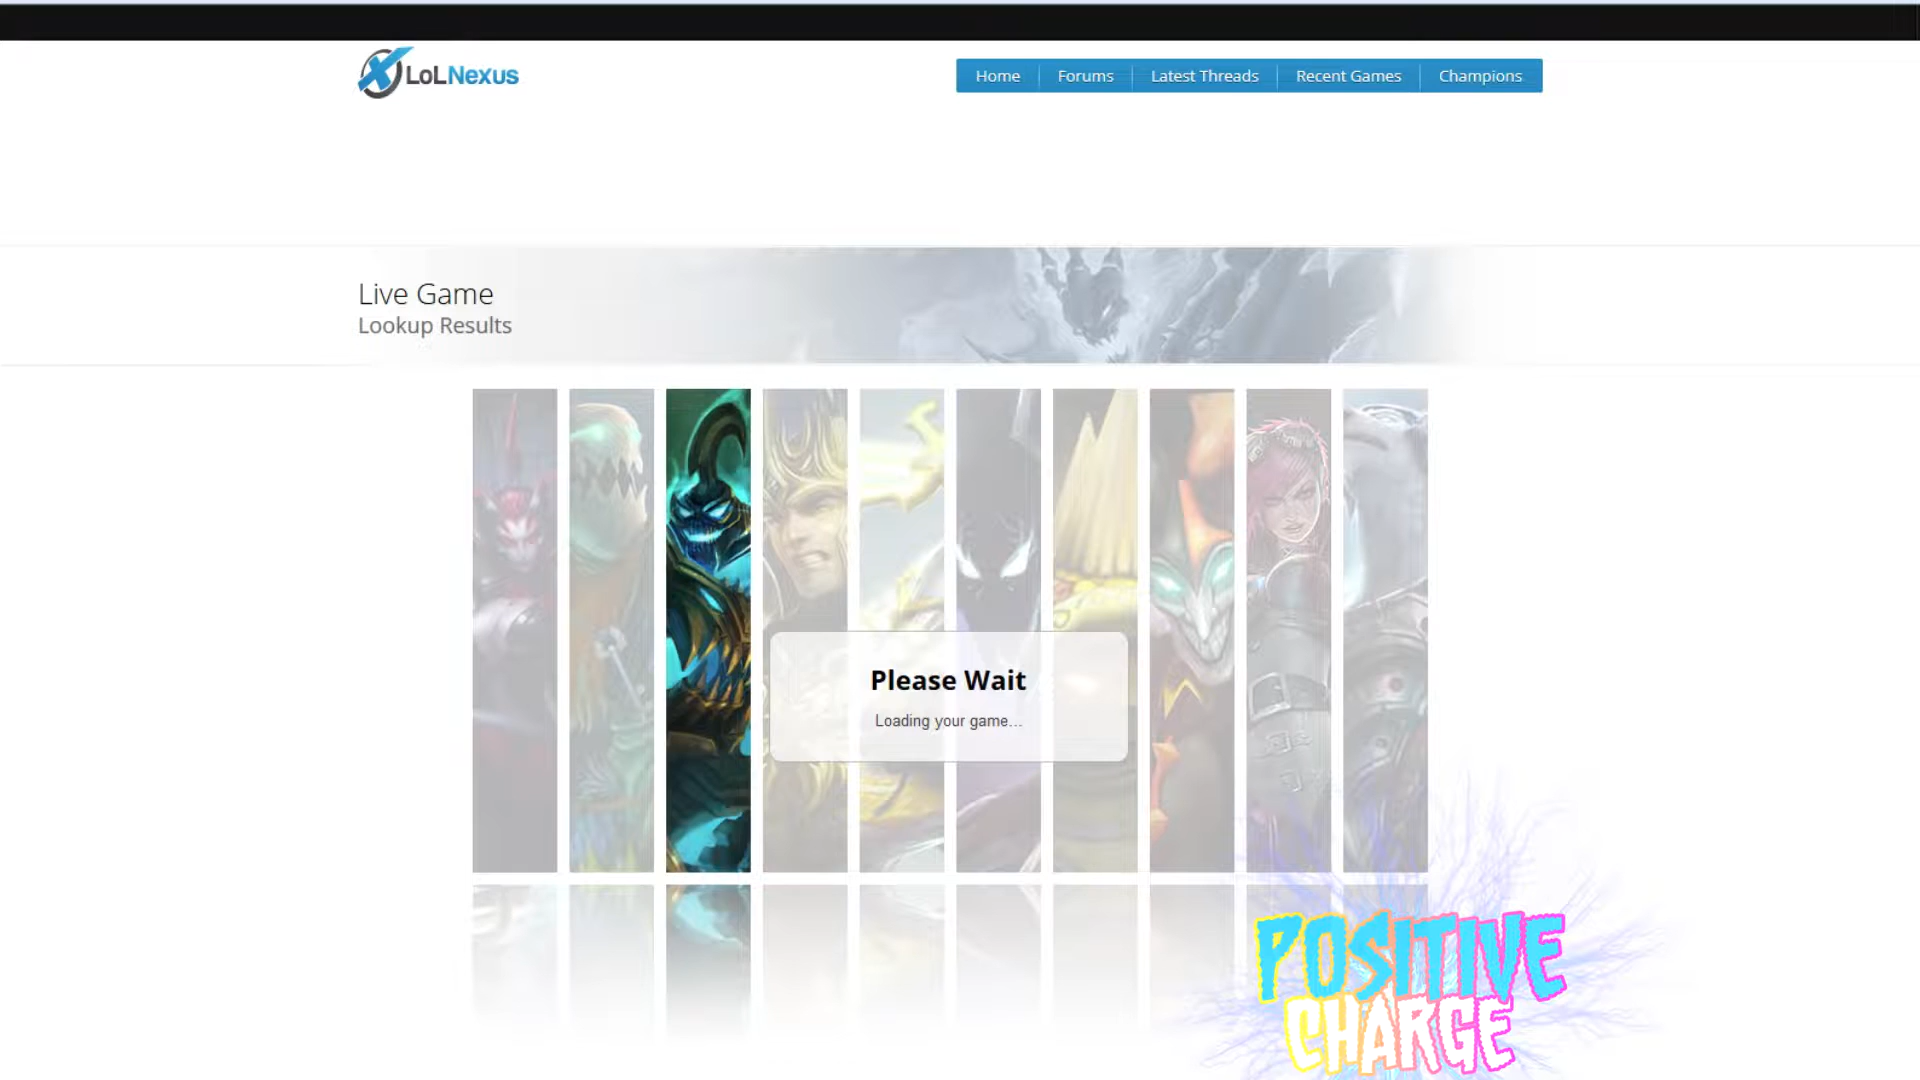 LoLNexus
Home
Forums
Latest Threads
Recent Games
Champions
Live Game
Lookup Results
Please Wait
Loading your game...
POSITIVE
CHARGE